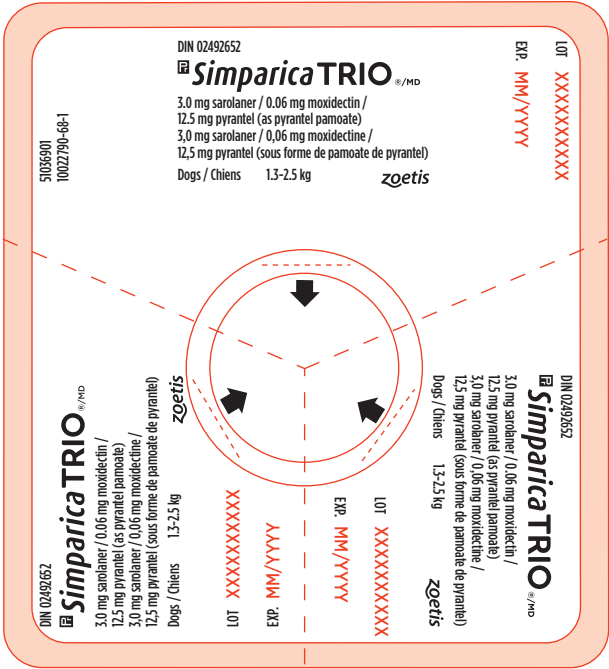 DIN 02492652
Pr Simparica TRIO ®/MD
3.0 mg sarolaner / 0.06 mg moxidectin /
12.5 mg pyrantel (as pyrantel pamoate)
3,0 mg sarolaner / 0,06 mg moxidectine /
12,5 mg pyrantel (sous forme de pamoate de pyrantel)
Dogs / Chiens 1.3-2.5 kg zoetis
LOT XXXXXXXXXX
EXP. MM/YYYY
51036901
10022790-68-1
DIN 02492652
Pr Simparica TRIO ®/MD
3.0 mg sarolaner / 0.06 mg moxidectin /
12.5 mg pyrantel (as pyrantel pamoate)
3,0 mg sarolaner / 0,06 mg moxidectine /
12,5 mg pyrantel (sous forme de pamoate de pyrantel)
Dogs / Chiens 1.3-2.5 kg zoetis
LOT XXXXXXXXXX
EXP. MM/YYYY
DIN 02492652
Pr Simparica TRIO ®/MD
3.0 mg sarolaner / 0.06 mg moxidectin /
12.5 mg pyrantel (as pyrantel pamoate)
3,0 mg sarolaner / 0,06 mg moxidectine /
12,5 mg pyrantel (sous forme de pamoate de pyrantel)
Dogs / Chiens 1.3-2.5 kg zoetis
LOT XXXXXXXXXX
EXP. MM/YYYY